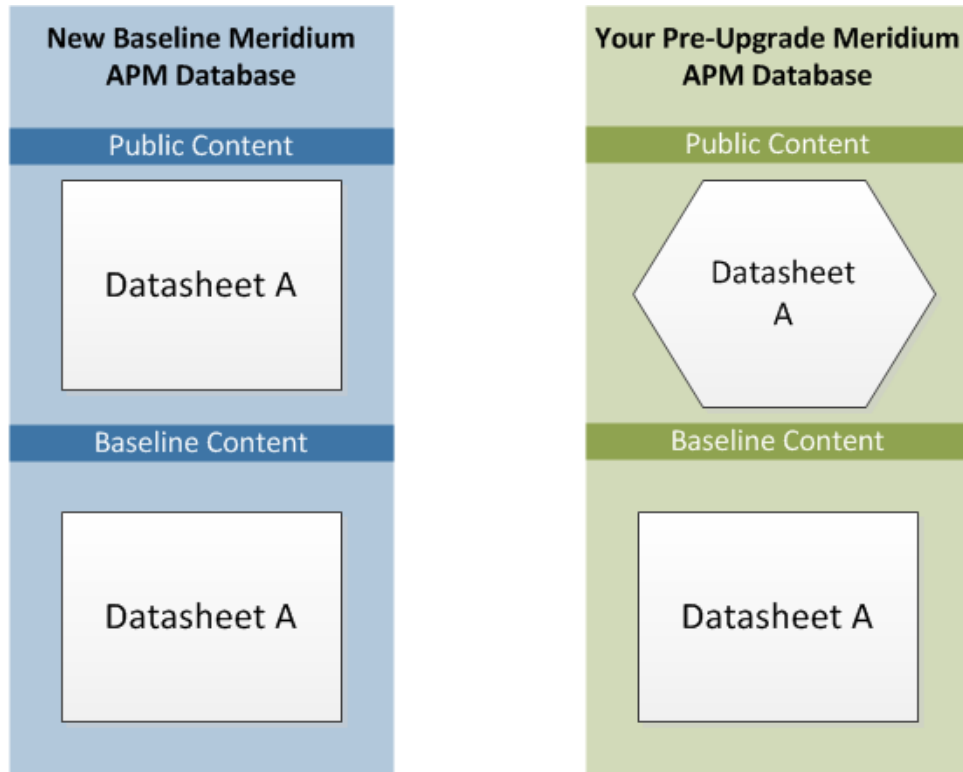 New Baseline Meridium
APM Database
Public Content
Datasheet A
Baseline Content
Datasheet A
Your Pre-Upgrade Meridium
APM Database
Public Content
Datasheet
A
Baseline Content
Datasheet A